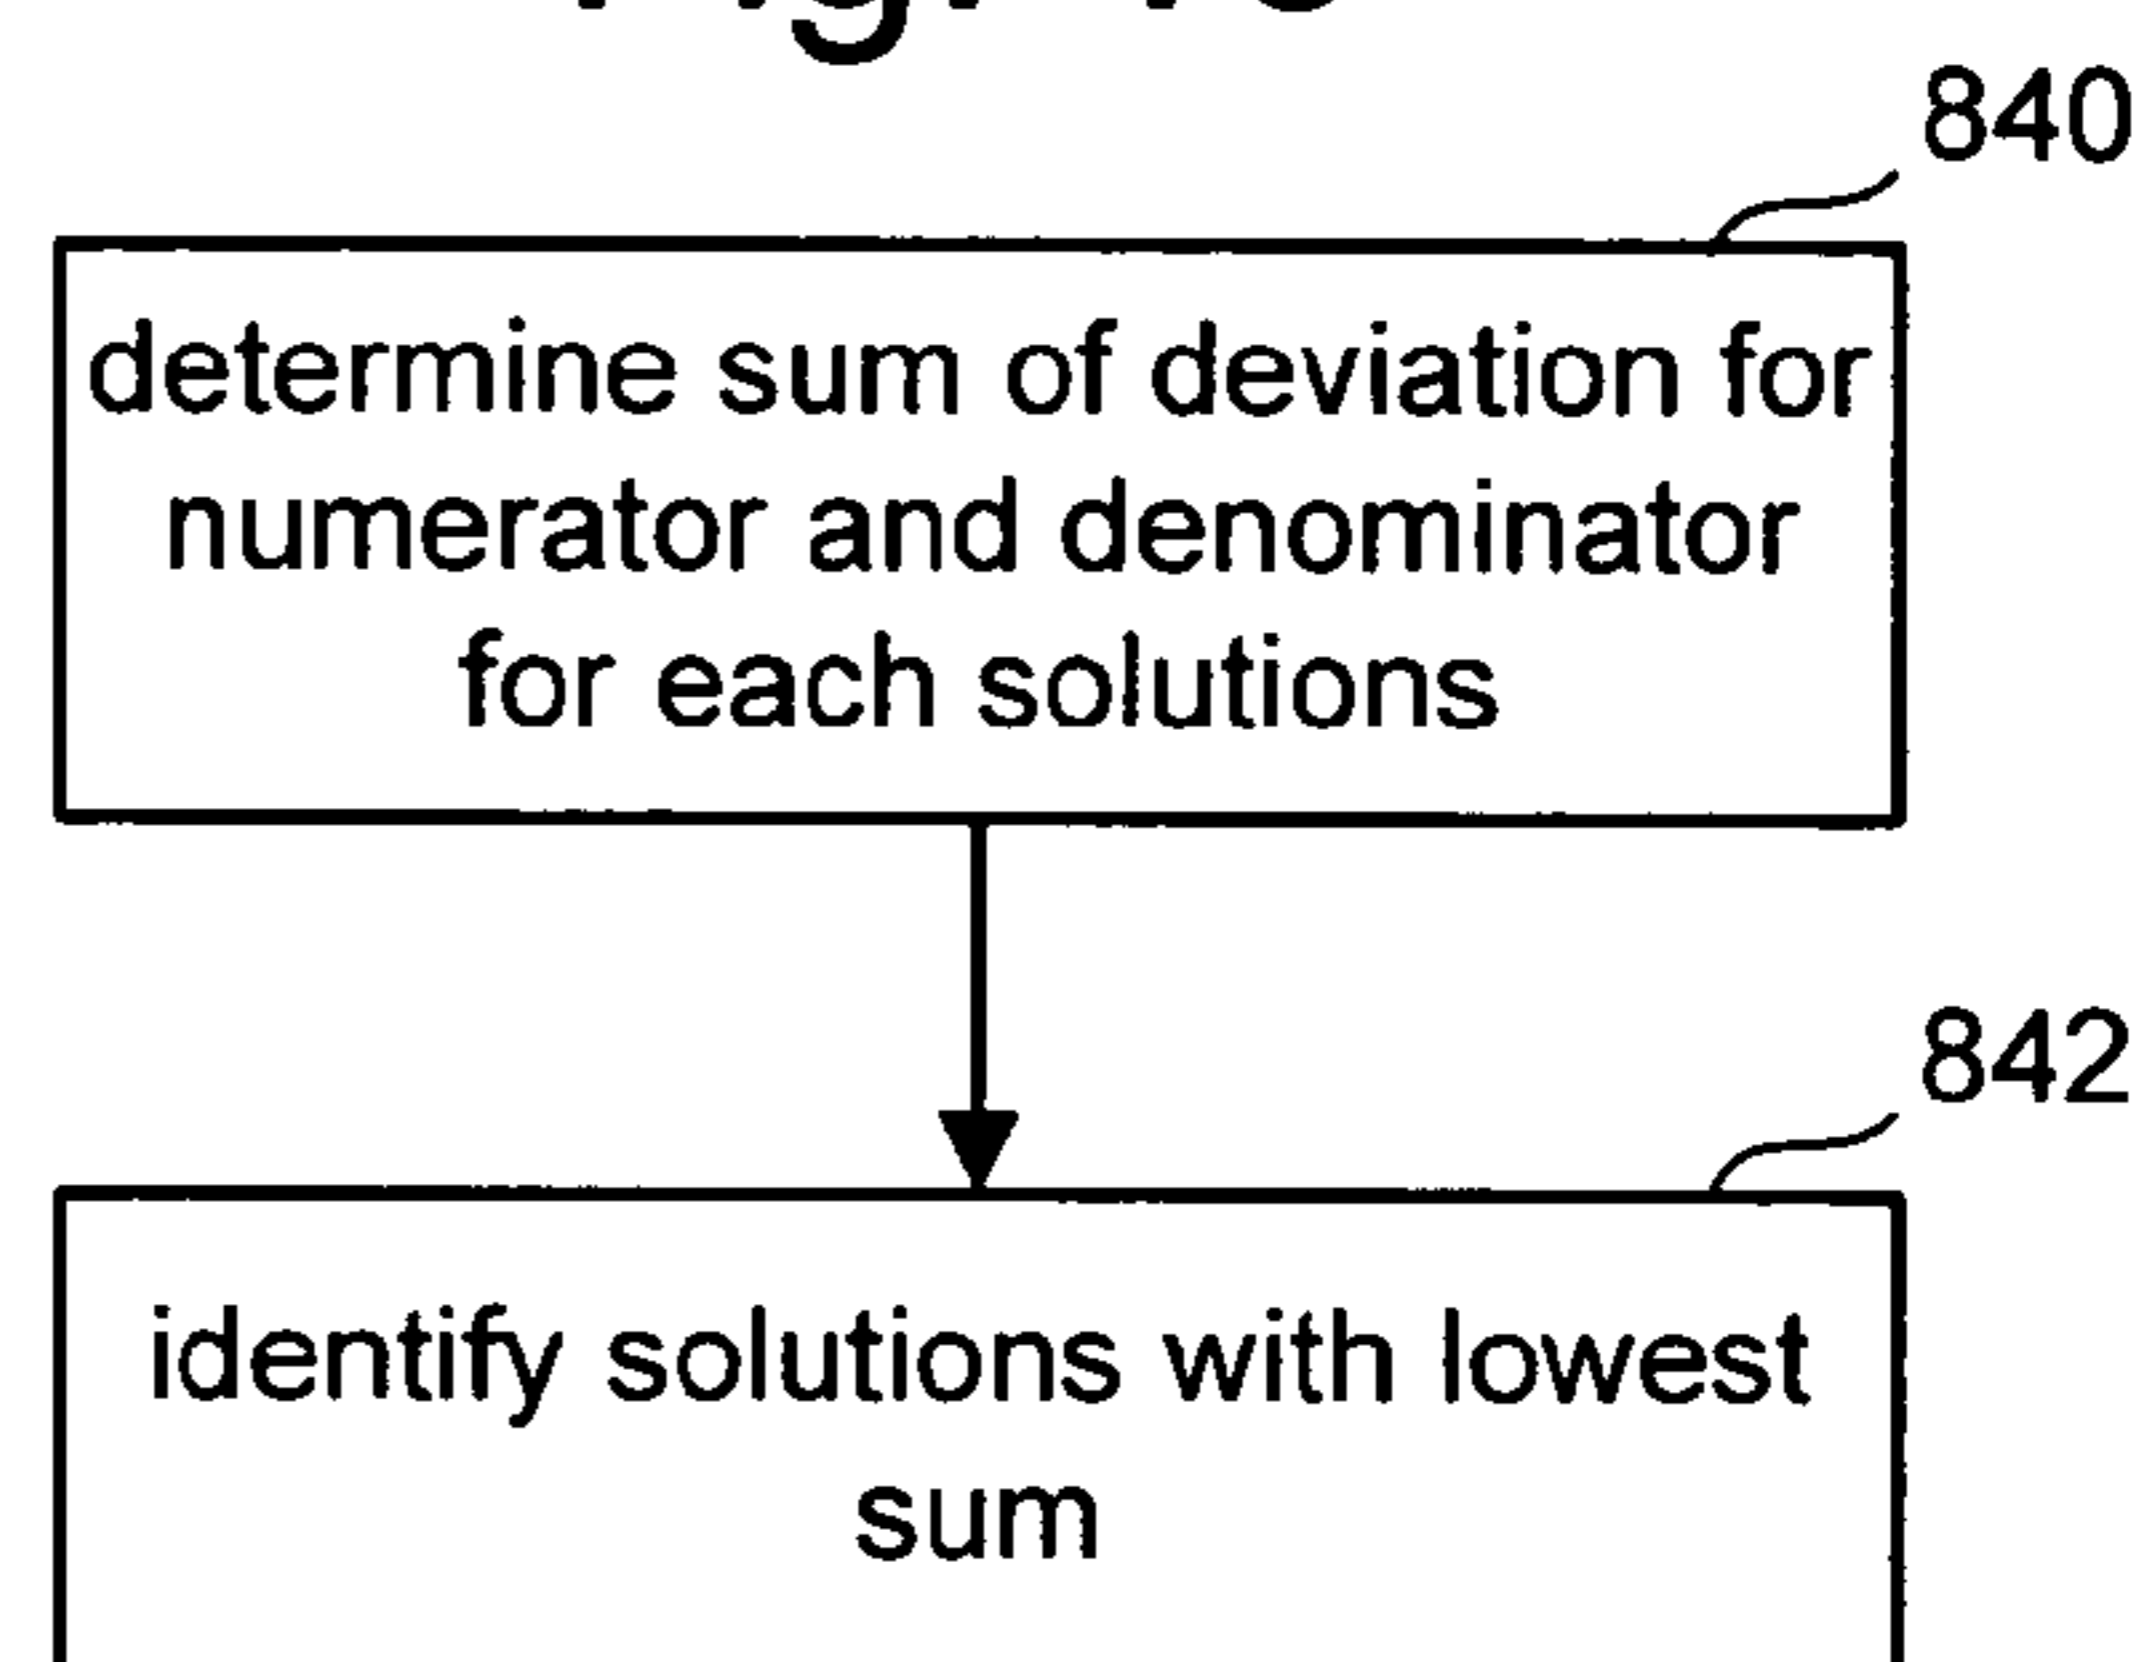 840
determine sum of deviation for
numerator and denominator
for each solutions
842
identify solutions with lowest
sum